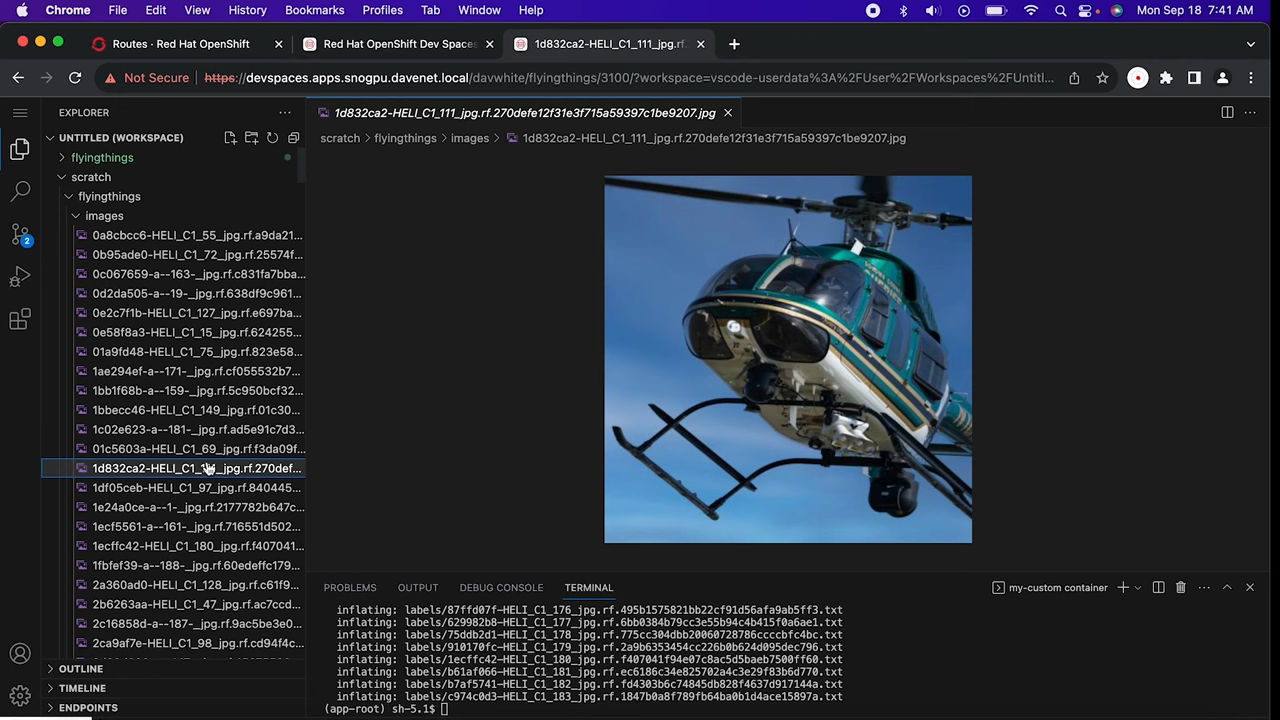 Chrome File Edit View History Bookmarks Profiles Tab Window Help Mon Sep 18 7:41 AM
Routes · Red Hat OpenShift Red Hat OpenShift Dev Spaces 1d832ca2-HELI_C1_111_jpg.rf.
Not Secure https://devspaces.apps.snogpu.davenet.local/davwhite/flyingthings/3100/?workspace=vscode-userdata%3A%2FUser%2FWorkspaces%2FUntitl...
EXPLORER
1d832ca2-HELI_C1_111_jpg.rf.270defe12f31e3f715a59397c1be9207.jpg
UNTITLED (WORKSPACE)
scratch > flyingthings > images > 1d832ca2-HELI_C1_111_jpg.rf.270defe12f31e3f715a59397c1be9207.jpg
flyingthings
scratch
flyingthings
images
0a8cbcc6-HELI_C1_55_jpg.rf.a9da21...
0b95ade0-HELI_C1_72_jpg.rf.25574f...
0c067659-a--163-_jpg.rf.c831fa7bba...
0d2da505-a--19-_jpg.rf.638df9c961...
0e2c7f1b-HELI_C1_127_jpg.rf.e697ba...
0e58f8a3-HELI_C1_15_jpg.rf.624255...
01a9fd48-HELI_C1_75_jpg.rf.823e58...
1ae294ef-a--171-_jpg.rf.cf055532b7...
1bb1f68b-a--159-_jpg.rf.5c950bcf32...
1bbecc46-HELI_C1_149_jpg.rf.01c30...
1c02e623-a--181-_jpg.rf.ad5e91c7d3...
01c5603a-HELI_C1_69_jpg.rf.f3da09f...
1d832ca2-HELI_C1_111_jpg.rf.270def...
1df05ceb-HELI_C1_97_jpg.rf.840445...
1e24a0ce-a--1-_jpg.rf.2177782b647c...
1ecf5561-a--161-_jpg.rf.716551d502...
1ecffc42-HELI_C1_180_jpg.rf.f407041...
1fbfef39-a--188-_jpg.rf.60edeffc179...
2a360ad0-HELI_C1_128_jpg.rf.c61f9...
2b6263aa-HELI_C1_47_jpg.rf.ac7ccd...
2c16858d-a--187-_jpg.rf.9ac5be3e0...
2ca9af7e-HELI_C1_98_jpg.rf.cd94f4c...
OUTLINE
TIMELINE
ENDPOINTS
2
PROBLEMS OUTPUT DEBUG CONSOLE TERMINAL my-custom container
inflating: labels/87ffd07f-HELI_C1_176_jpg.rf.495b1575821bb22cf91d56afa9ab5ff3.txt
inflating: labels/629982b8-HELI_C1_177_jpg.rf.6bb0384b79cc3e55b94c4b415f0a6ae1.txt
inflating: labels/75ddb2d1-HELI_C1_178_jpg.rf.775cc304dbb20060728786ccccbfc4bc.txt
inflating: labels/910170fc-HELI_C1_179_jpg.rf.2a9b6353454cc226b0b624d095dec796.txt
inflating: labels/1ecffc42-HELI_C1_180_jpg.rf.f407041f94e07c8ac5d5baeb7500ff60.txt
inflating: labels/b61af066-HELI_C1_181_jpg.rf.ec6186c34e825702a4c3e29f83b6d770.txt
inflating: labels/b7af5741-HELI_C1_182_jpg.rf.fd4303b6c74845db828f4637d917144a.txt
inflating: labels/c974c0d3-HELI_C1_183_jpg.rf.1847b0a8f789fb64ba0b1d4ace15897a.txt
(app-root) sh-5.1$